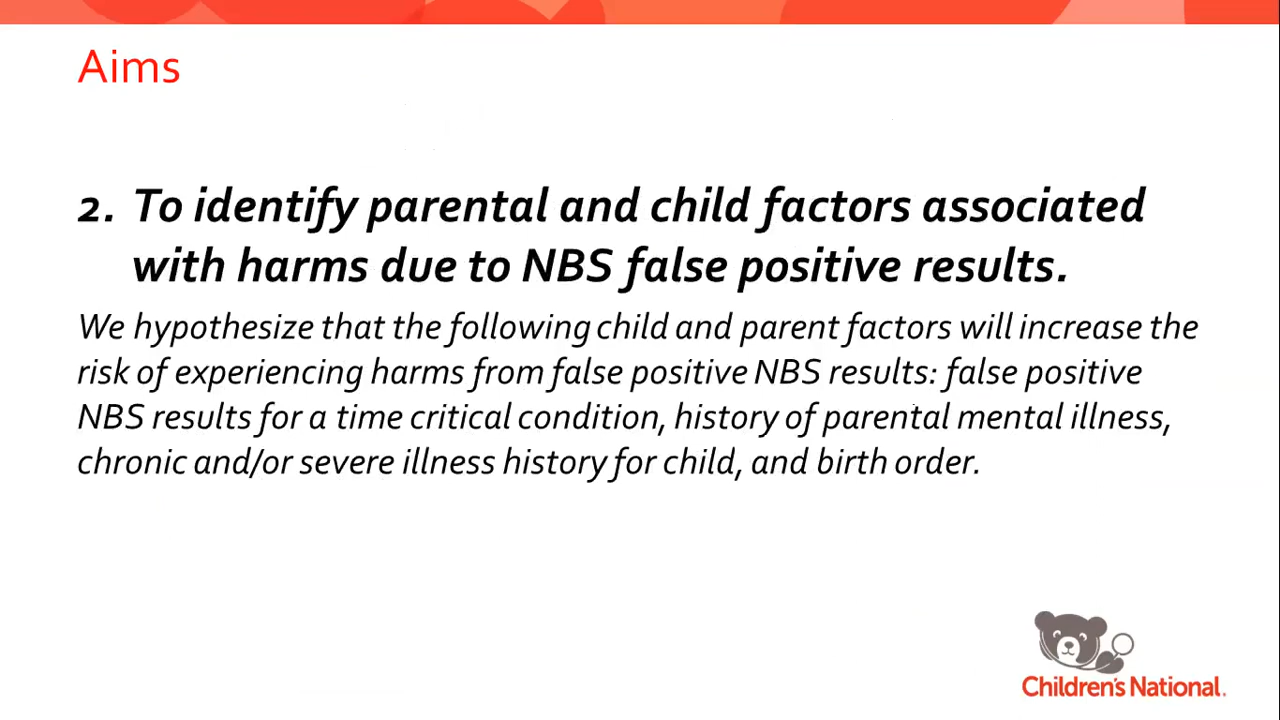 Aims
2. To identify parental and child factors associated
with harms due to NBS false positive results.
We hypothesize that the following child and parent factors will increase the
risk of experiencing harms from false positive NBS results: false positive
NBS results for a time critical condition, history of parental mental illness,
chronic and/or severe illness history for child, and birth order.
Children's National.